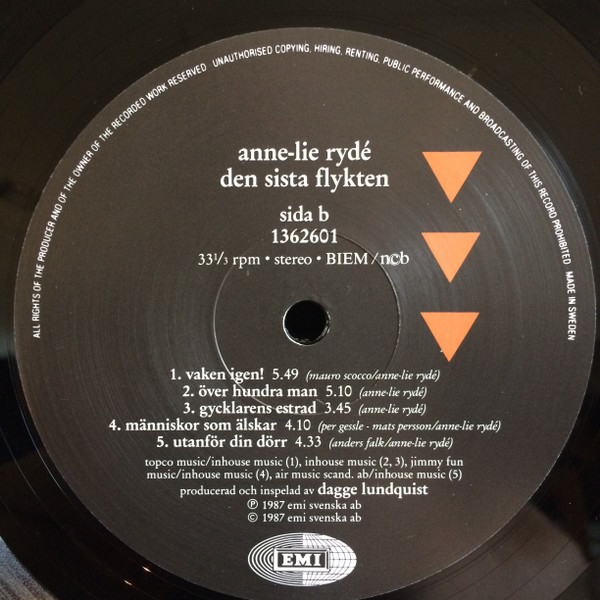 ALL RIGHTS OF THE PRODUCER AND OF THE OWNER OF THE RECORDED WORK RESERVED UNAUTHORISED COPYING, HIRING, RENTING, PUBLIC PERFORMANCE AND BROADCASTING OF THIS RECORD PROHIBITED MADE IN SWEDEN
anne-lie rydé
den sista flykten
sida b
1362601
33⅓ rpm • stereo • BIEM/ncb
1. vaken igen! 5.49 (mauro scocco/anne-lie rydé)
2. över hundra man 5.10 (anne-lie rydé)
3. gycklarens estrad 3.45 (anne-lie rydé)
4. människor som älskar 4.10 (per gessle - mats persson/anne-lie rydé)
5. utanför din dörr 4.33 (anders falk/anne-lie rydé)
topco music/inhouse music (1), inhouse music (2, 3), jimmy fun
music/inhouse music (4), air music scand. ab/inhouse music (5)
producerad och inspelad av dagge lundquist
℗ 1987 emi svenska ab
© 1987 emi svenska ab
EMI